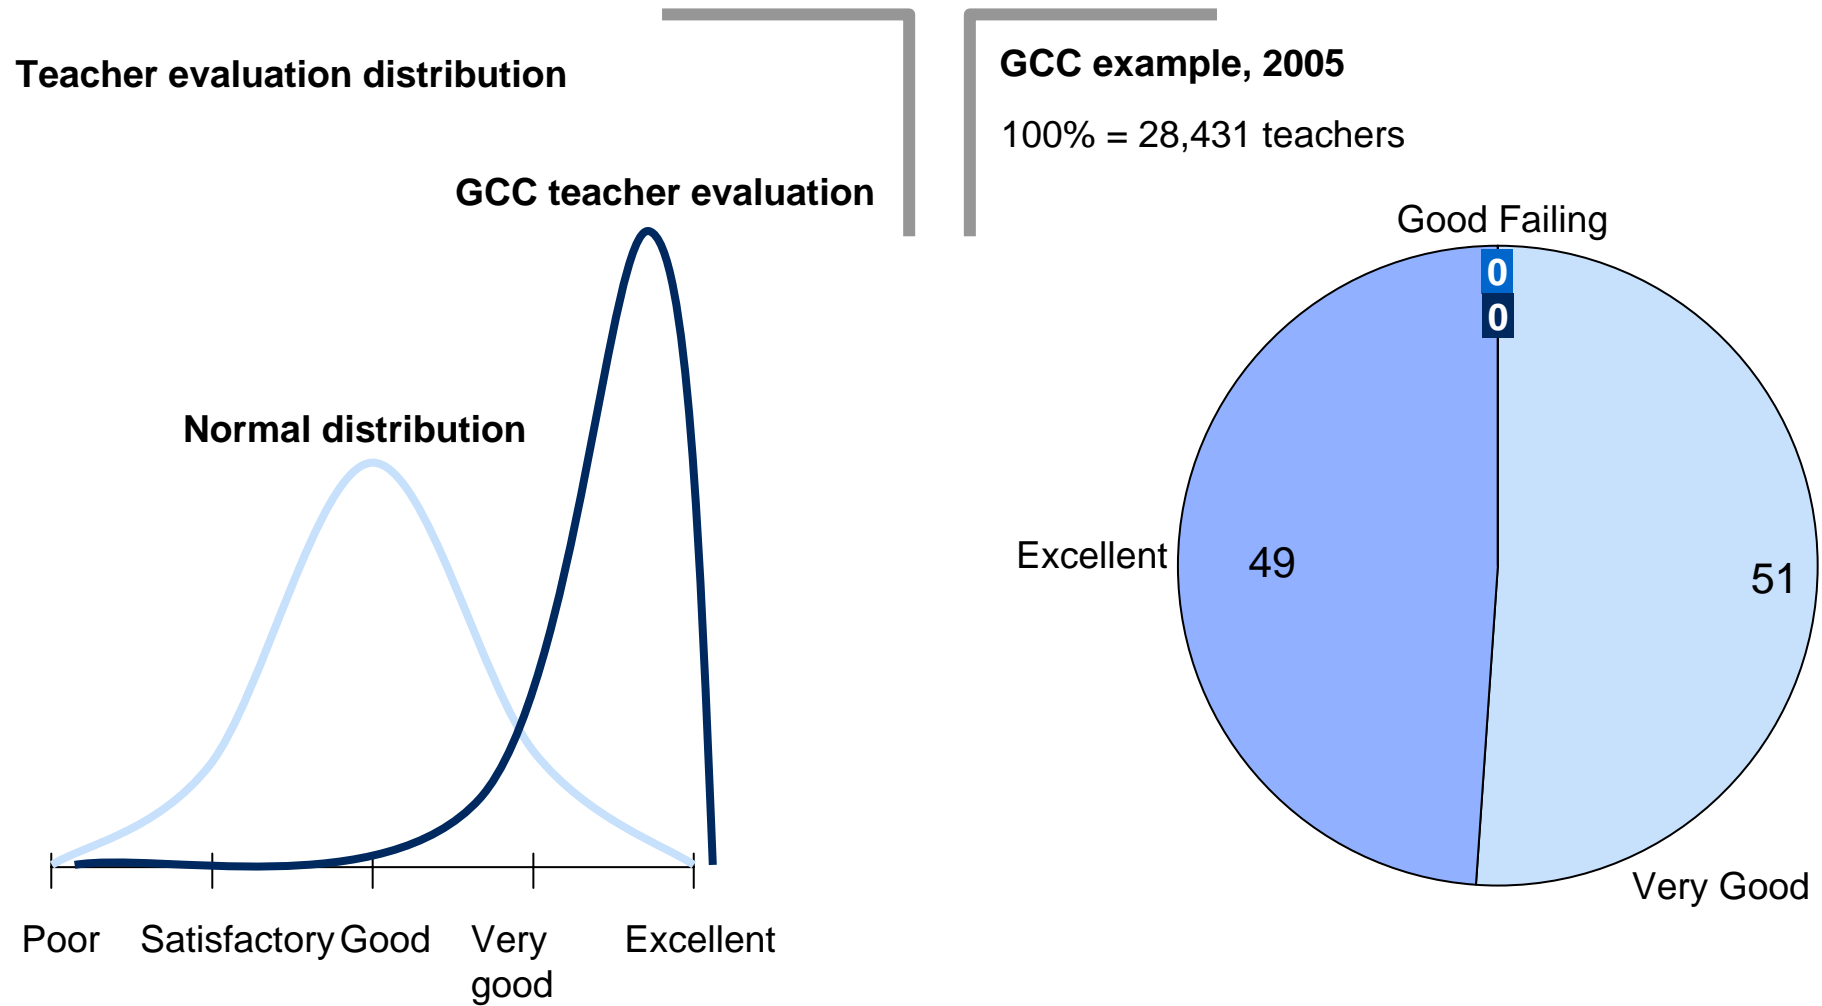 Teacher evaluation distribution
GCC teacher evaluation
Normal distribution
Poor Satisfactory Good Very good Excellent
GCC example, 2005
100% = 28,431 teachers
Good Failing
0
0
Excellent
49
51
Very Good